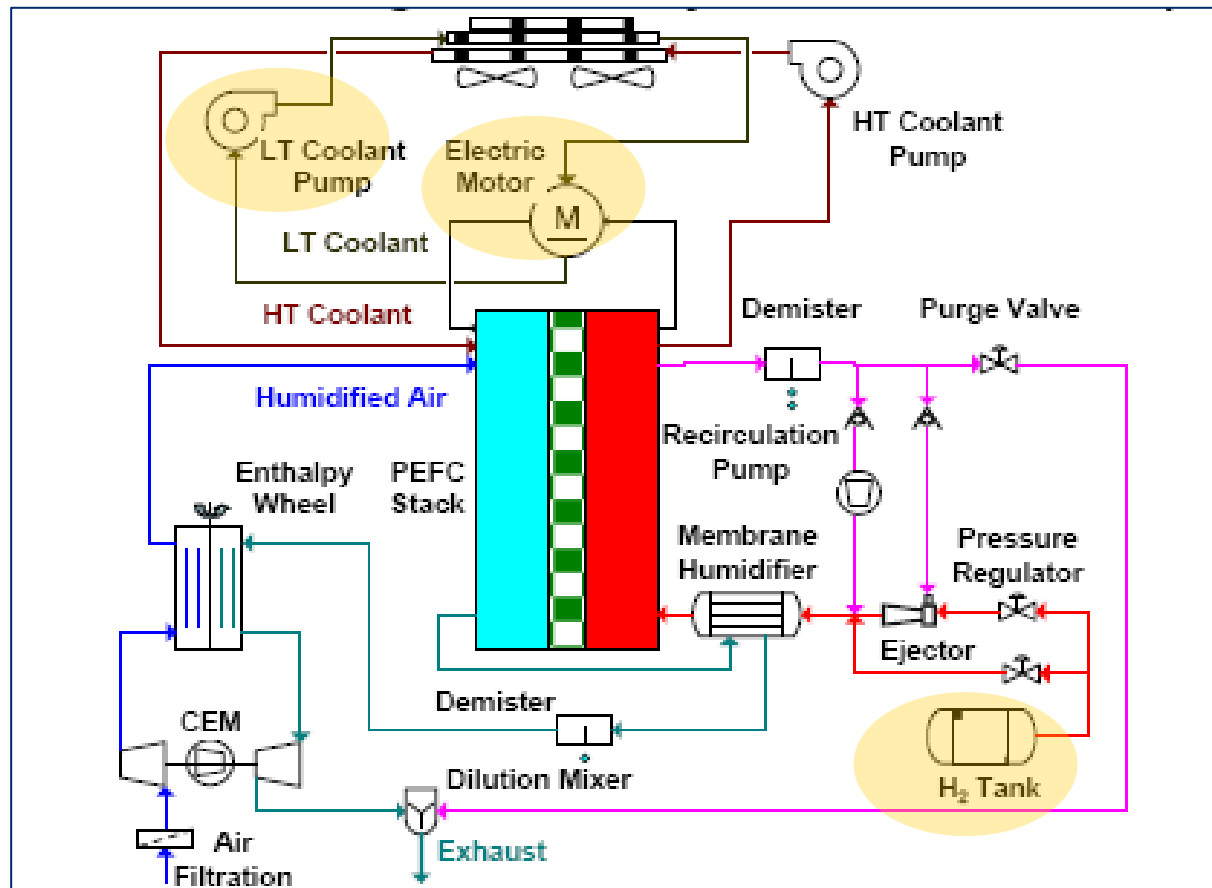 HT Coolant
Pump
LT Coolant
Pump
Electric
Motor
M
LT Coolant
HT Coolant
Demister
Purge Valve
Humidified Air
Recirculation
Pump
Enthalpy
Wheel
PEFC
Stack
Membrane
Humidifier
Pressure
Regulator
Ejector
Demister
CEM
H₂ Tank
Dilution Mixer
Air
Filtration
Exhaust